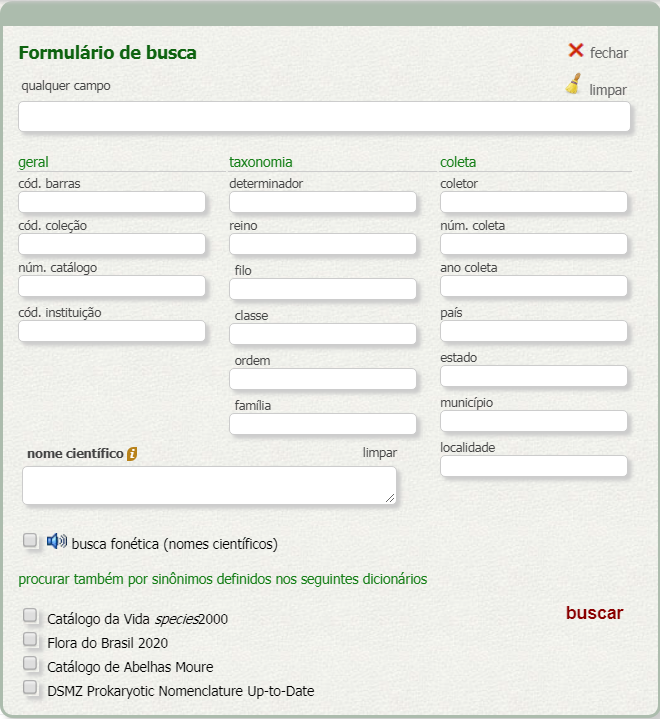 Formulário de busca
fechar
qualquer campo
limpar
geral
taxonomia
coleta
cód. barras
determinador
coletor
cód. coleção
reino
núm. coleta
núm. catálogo
filo
ano coleta
cód. instituição
classe
país
ordem
estado
família
município
nome científico i
limpar
localidade
busca fonética (nomes científicos)
procurar também por sinônimos definidos nos seguintes dicionários
Catálogo da Vida species2000
buscar
Flora do Brasil 2020
Catálogo de Abelhas Moure
DSMZ Prokaryotic Nomenclature Up-to-Date